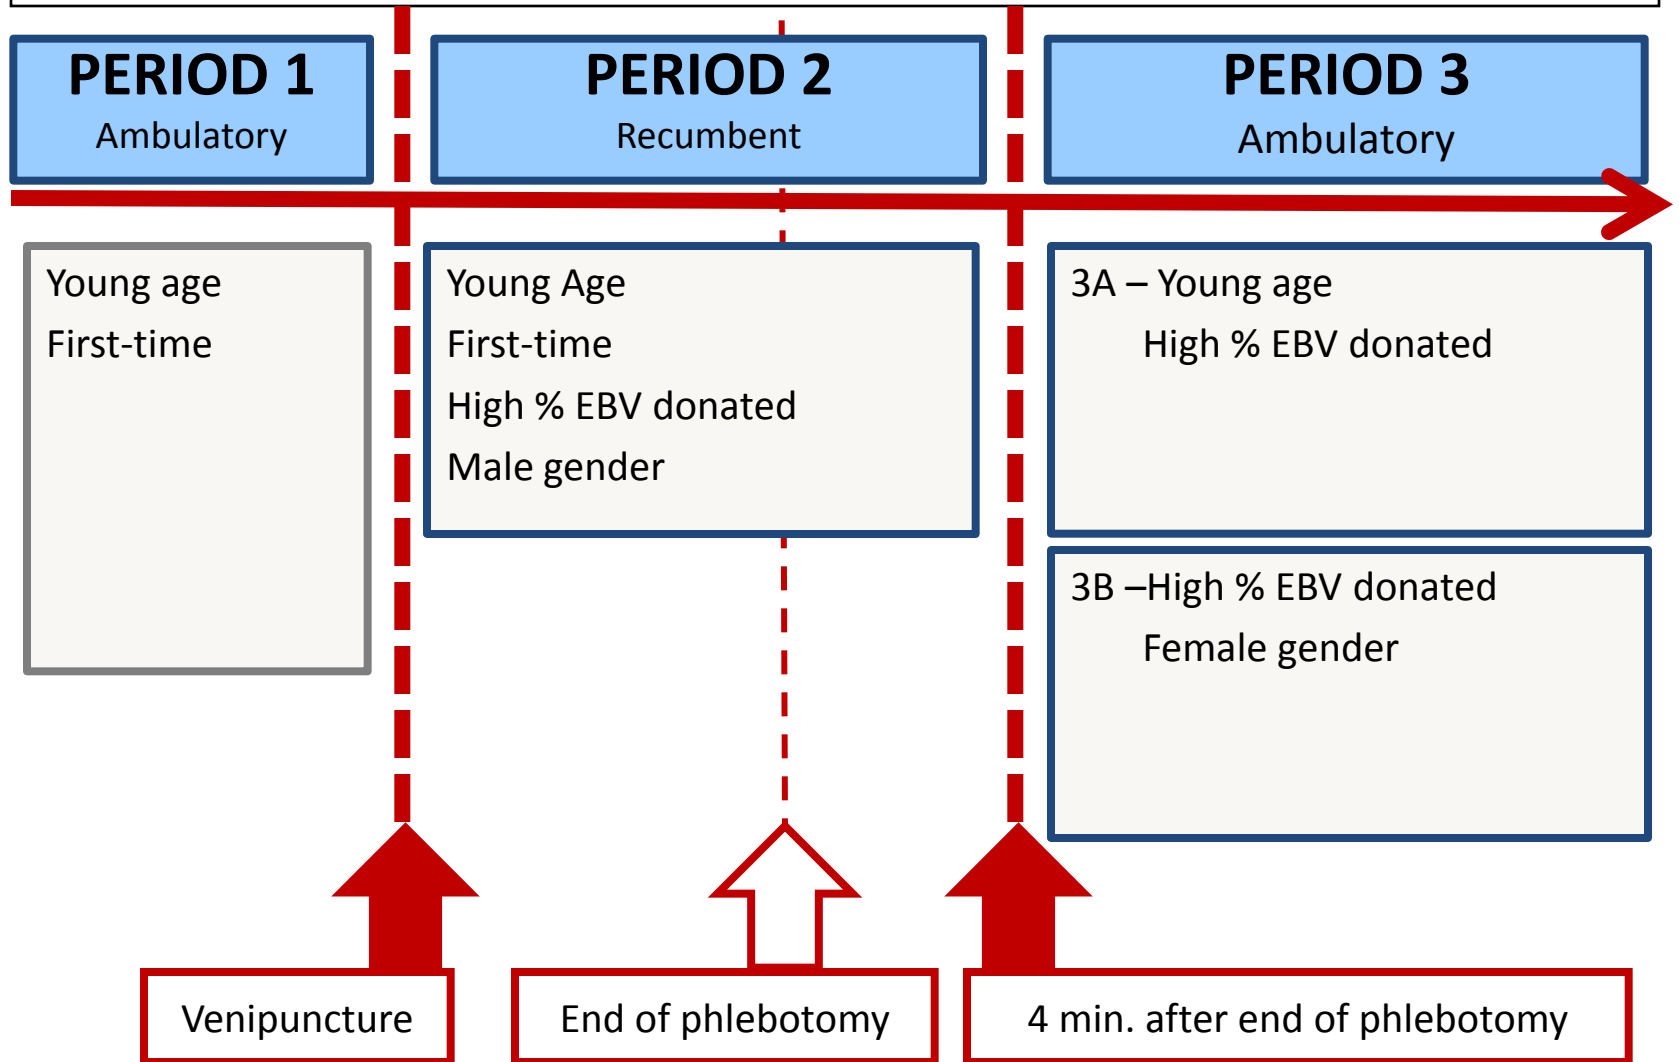 PERIOD 1
Ambulatory
PERIOD 2
Recumbent
PERIOD 3
Ambulatory
Young age
First-time
Young Age
First-time
High % EBV donated
Male gender
3A – Young age
High % EBV donated
3B –High % EBV donated
Female gender
Venipuncture
End of phlebotomy
4 min. after end of phlebotomy